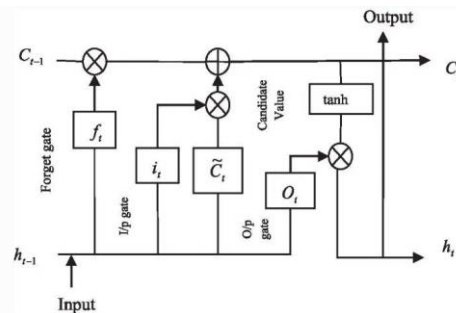 Output
C_{t-1}
C
Forget gate
f_t
I/p gate
i_t
C̃_t
Candidate
Value
tanh
O/p
gate
O_t
h_{t-1}
h_t
Input